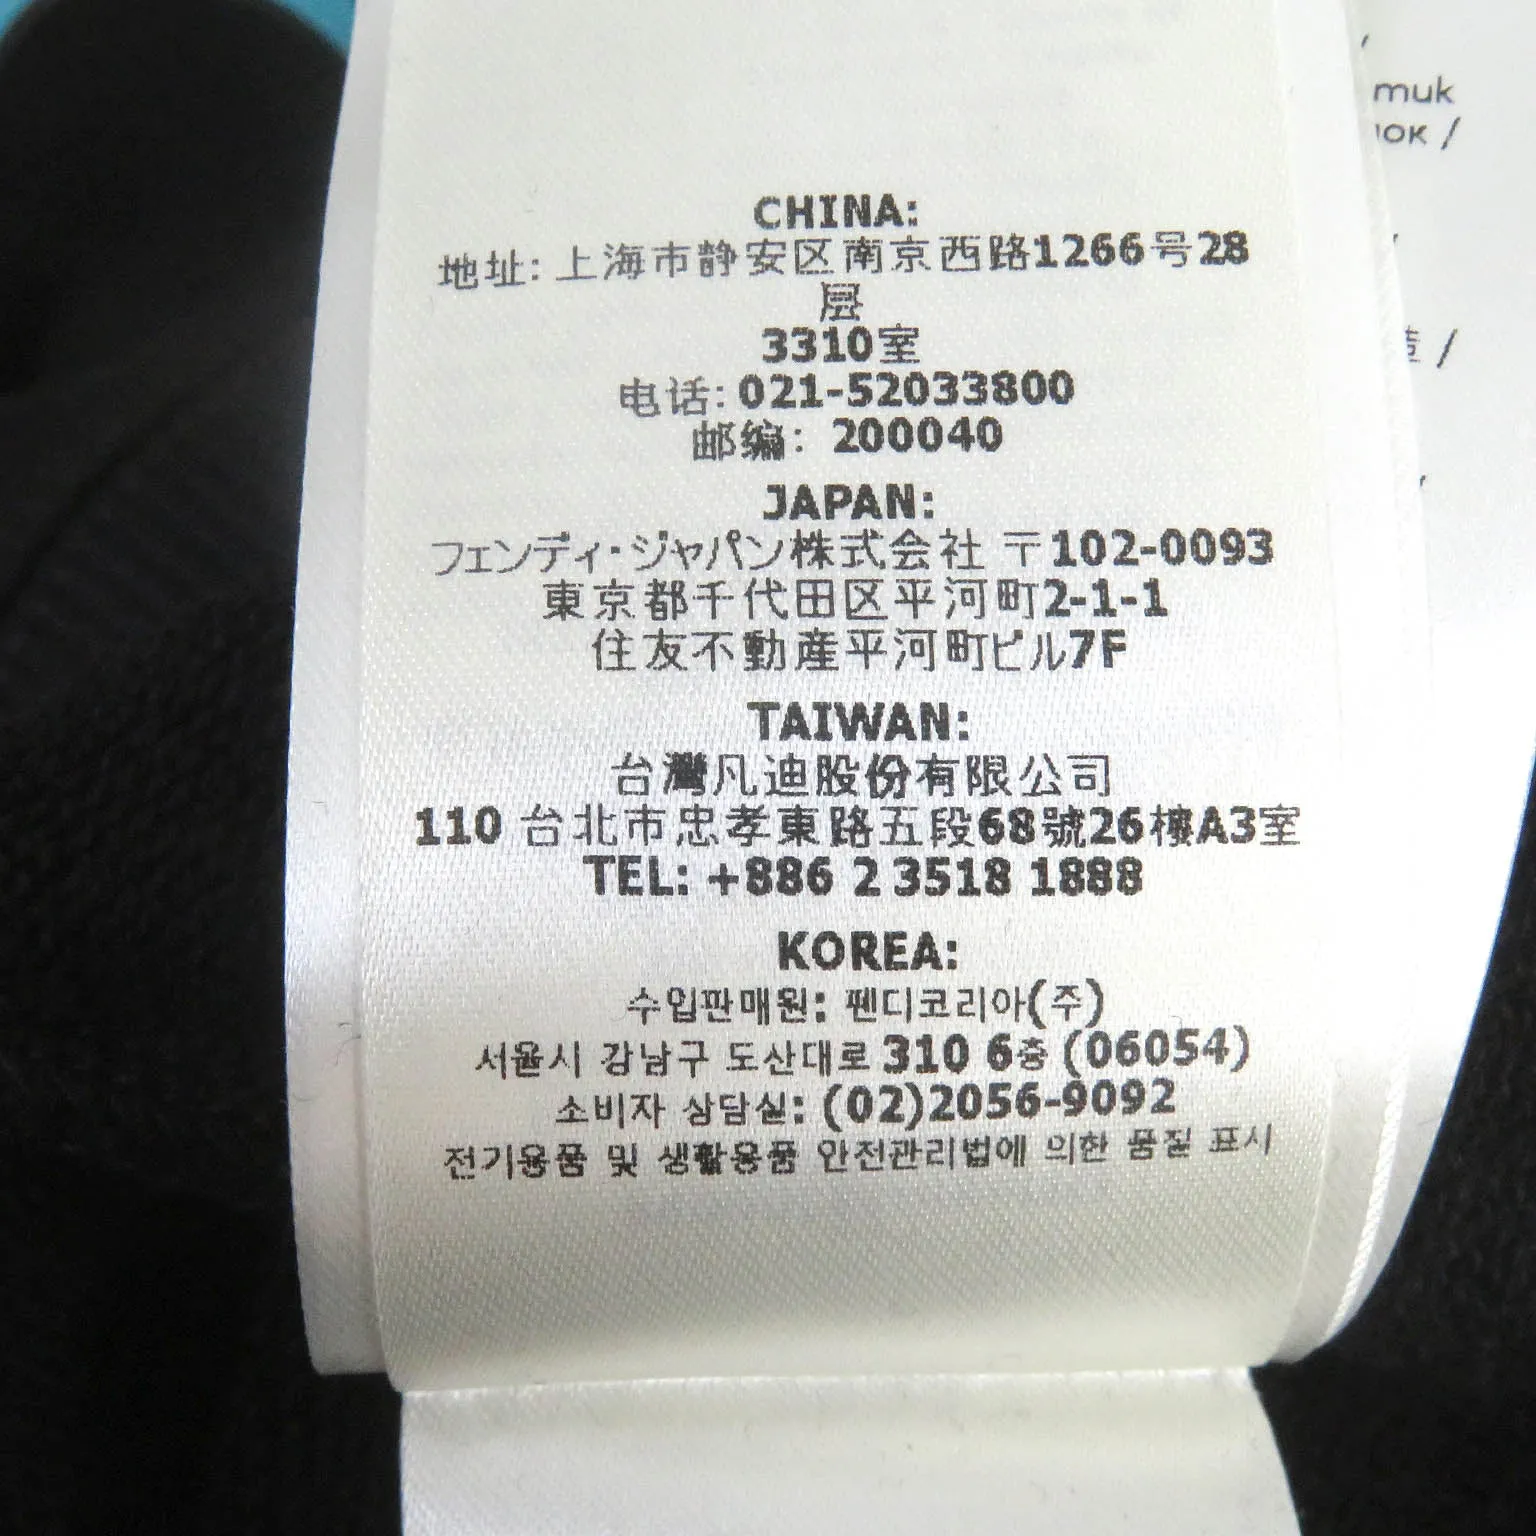 CHINA:
地址: 上海市静安区南京西路1266号28
层
3310室
电话: 021-52033800
邮编: 200040
JAPAN:
フェンディ・ジャパン株式会社 〒102-0093
東京都千代田区平河町2-1-1
住友不動産平河町ビル7F
TAIWAN:
台灣凡迪股份有限公司
110 台北市忠孝東路五段68號26樓A3室
TEL: +886 2 3518 1888
KOREA:
수입판매원: 펜디코리아(주)
서울시 강남구 도산대로 310 6층 (06054)
소비자 상담실: (02)2056-9092
전기용품 및 생활용품 안전관리법에 의한 품질 표시
muk
/
/